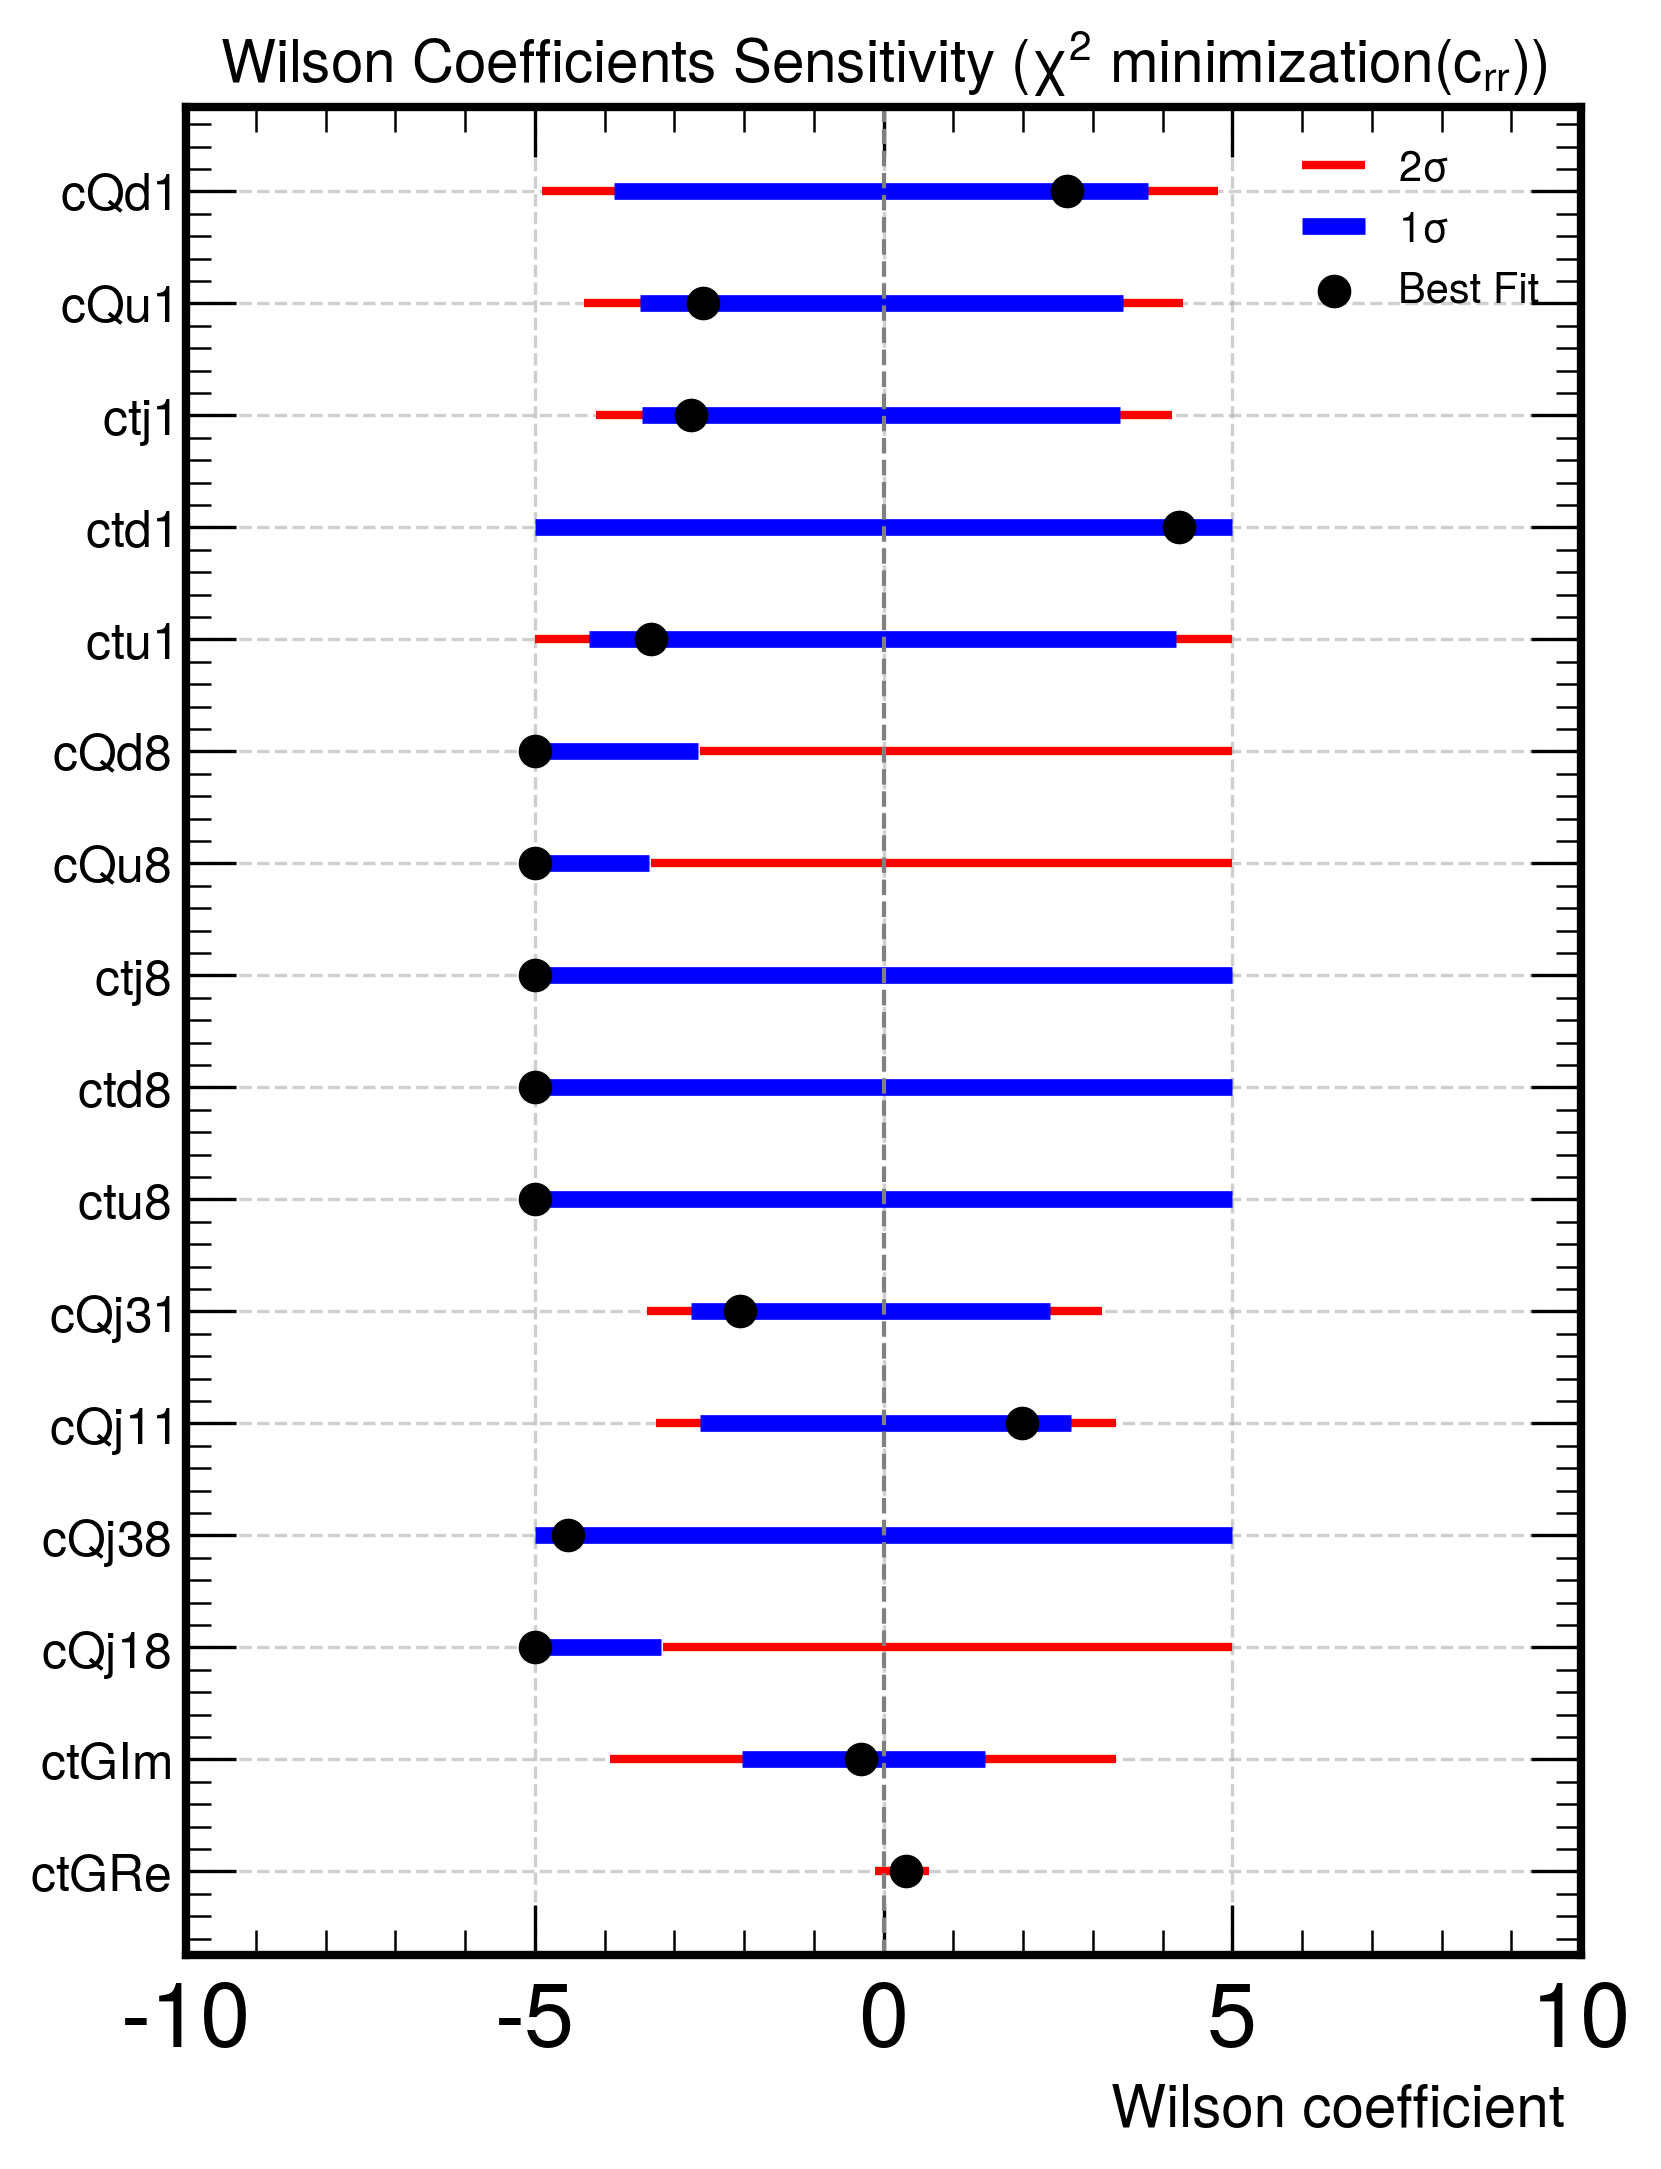 Wilson Coefficients Sensitivity (χ² minimization(c_rr))
2σ
1σ
Best Fit
cQd1
cQu1
ctj1
ctd1
ctu1
cQd8
cQu8
ctj8
ctd8
ctu8
cQj31
cQj11
cQj38
cQj18
ctGIm
ctGRe
-10 -5 0 5 10
Wilson coefficient